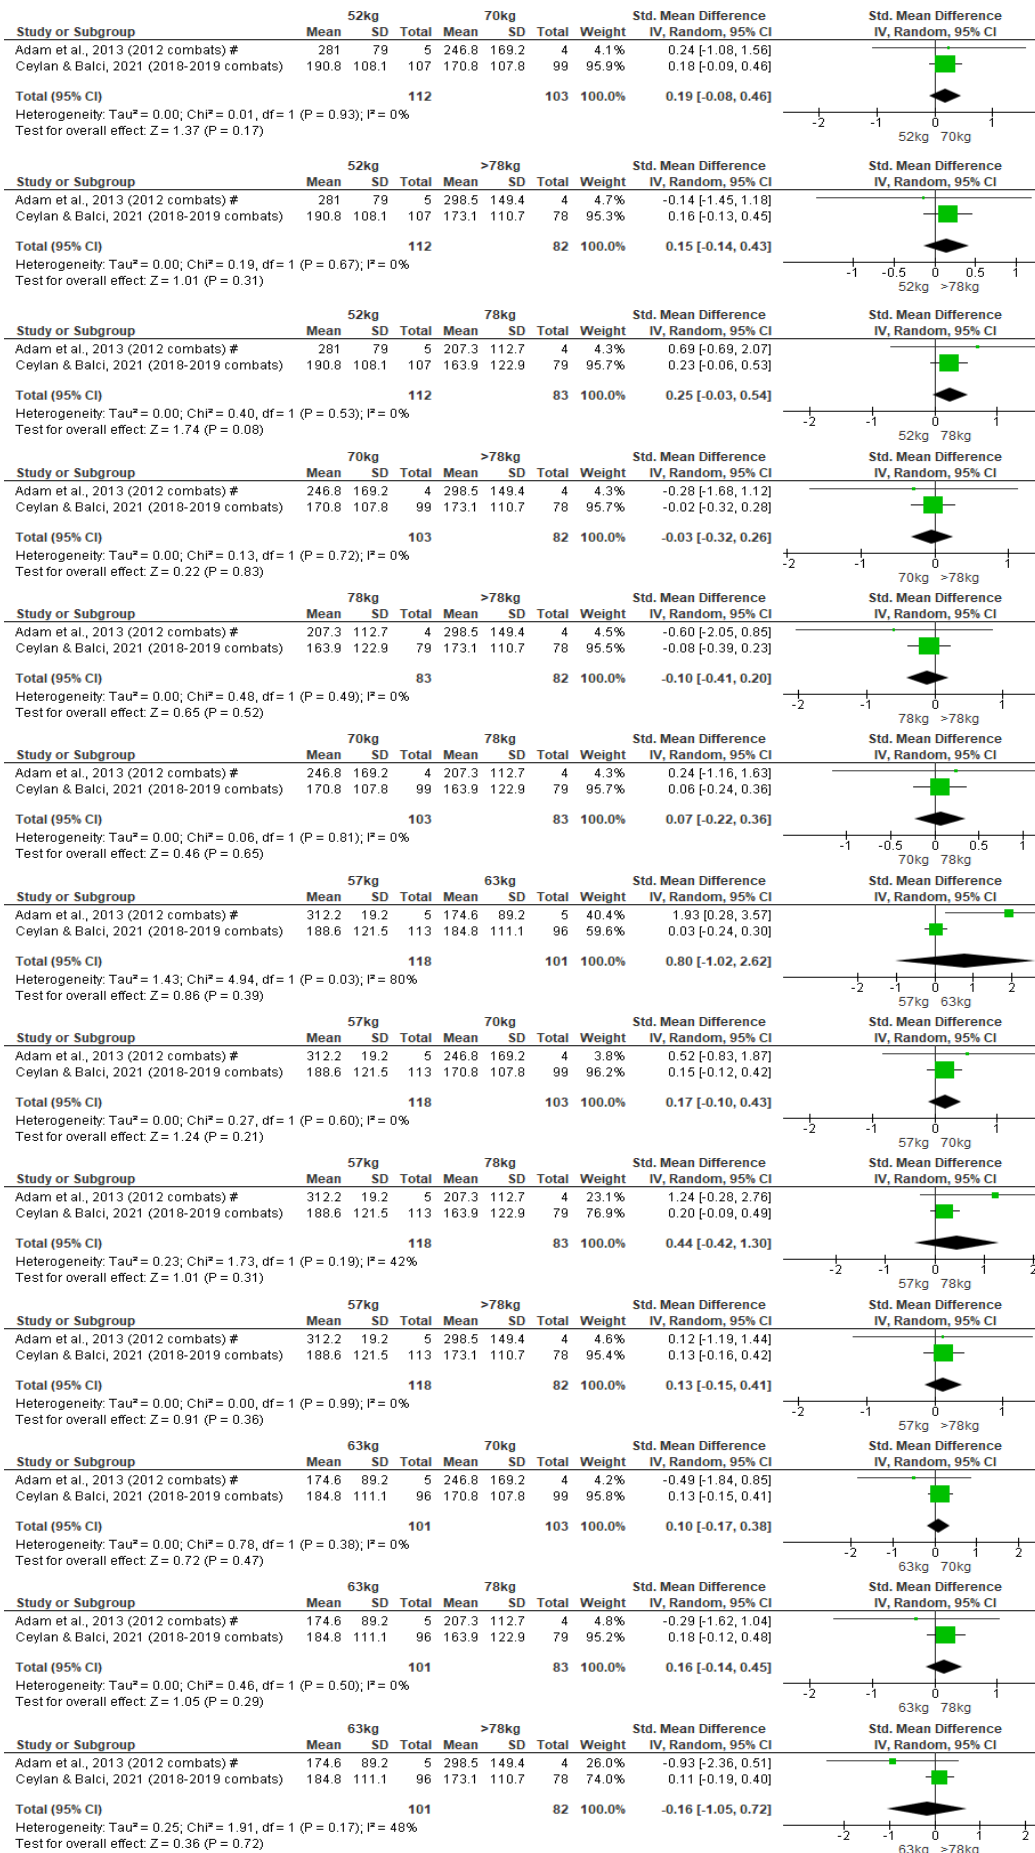 52kg 70kg Std. Mean Difference Std. Mean Difference
Study or Subgroup Mean SD Total Mean SD Total Weight IV, Random, 95% CI IV, Random, 95% CI
Adam et al., 2013 (2012 combats) # 281 79 5 246.8 169.2 4 4.1% 0.24 [-1.08, 1.56]
Ceylan & Balci, 2021 (2018-2019 combats) 190.8 108.1 107 170.8 107.8 99 95.9% 0.18 [-0.09, 0.46]
Total (95% CI) 112 103 100.0% 0.19 [-0.08, 0.46]
Heterogeneity: Tau² = 0.00; Chi² = 0.01, df = 1 (P = 0.93); I² = 0%
Test for overall effect: Z = 1.37 (P = 0.17)
-2 -1 0 1
52kg 70kg
52kg >78kg Std. Mean Difference Std. Mean Difference
Study or Subgroup Mean SD Total Mean SD Total Weight IV, Random, 95% CI IV, Random, 95% CI
Adam et al., 2013 (2012 combats) # 281 79 5 298.5 149.4 4 4.7% -0.14 [-1.45, 1.18]
Ceylan & Balci, 2021 (2018-2019 combats) 190.8 108.1 107 173.1 110.7 78 95.3% 0.16 [-0.13, 0.45]
Total (95% CI) 112 82 100.0% 0.15 [-0.14, 0.43]
Heterogeneity: Tau² = 0.00; Chi² = 0.19, df = 1 (P = 0.67); I² = 0%
Test for overall effect: Z = 1.01 (P = 0.31)
-1 -0.5 0 0.5 1
52kg >78kg
52kg 78kg Std. Mean Difference Std. Mean Difference
Study or Subgroup Mean SD Total Mean SD Total Weight IV, Random, 95% CI IV, Random, 95% CI
Adam et al., 2013 (2012 combats) # 281 79 5 207.3 112.7 4 4.3% 0.69 [-0.69, 2.07]
Ceylan & Balci, 2021 (2018-2019 combats) 190.8 108.1 107 163.9 122.9 79 95.7% 0.23 [-0.06, 0.53]
Total (95% CI) 112 83 100.0% 0.25 [-0.03, 0.54]
Heterogeneity: Tau² = 0.00; Chi² = 0.40, df = 1 (P = 0.53); I² = 0%
Test for overall effect: Z = 1.74 (P = 0.08)
-2 -1 0 1
52kg 78kg
70kg >78kg Std. Mean Difference Std. Mean Difference
Study or Subgroup Mean SD Total Mean SD Total Weight IV, Random, 95% CI IV, Random, 95% CI
Adam et al., 2013 (2012 combats) # 246.8 169.2 4 298.5 149.4 4 4.3% -0.28 [-1.68, 1.12]
Ceylan & Balci, 2021 (2018-2019 combats) 170.8 107.8 99 173.1 110.7 78 95.7% -0.02 [-0.32, 0.28]
Total (95% CI) 103 82 100.0% -0.03 [-0.32, 0.26]
Heterogeneity: Tau² = 0.00; Chi² = 0.13, df = 1 (P = 0.72); I² = 0%
Test for overall effect: Z = 0.22 (P = 0.83)
-2 -1 0 1
70kg >78kg
78kg >78kg Std. Mean Difference Std. Mean Difference
Study or Subgroup Mean SD Total Mean SD Total Weight IV, Random, 95% CI IV, Random, 95% CI
Adam et al., 2013 (2012 combats) # 207.3 112.7 4 298.5 149.4 4 4.5% -0.60 [-2.05, 0.85]
Ceylan & Balci, 2021 (2018-2019 combats) 163.9 122.9 79 173.1 110.7 78 95.5% -0.08 [-0.39, 0.23]
Total (95% CI) 83 82 100.0% -0.10 [-0.41, 0.20]
Heterogeneity: Tau² = 0.00; Chi² = 0.48, df = 1 (P = 0.49); I² = 0%
Test for overall effect: Z = 0.65 (P = 0.52)
-2 -1 0 1
78kg >78kg
70kg 78kg Std. Mean Difference Std. Mean Difference
Study or Subgroup Mean SD Total Mean SD Total Weight IV, Random, 95% CI IV, Random, 95% CI
Adam et al., 2013 (2012 combats) # 246.8 169.2 4 207.3 112.7 4 4.3% 0.24 [-1.16, 1.63]
Ceylan & Balci, 2021 (2018-2019 combats) 170.8 107.8 99 163.9 122.9 79 95.7% 0.06 [-0.24, 0.36]
Total (95% CI) 103 83 100.0% 0.07 [-0.22, 0.36]
Heterogeneity: Tau² = 0.00; Chi² = 0.06, df = 1 (P = 0.81); I² = 0%
Test for overall effect: Z = 0.46 (P = 0.65)
-1 -0.5 0 0.5 1
70kg 78kg
57kg 63kg Std. Mean Difference Std. Mean Difference
Study or Subgroup Mean SD Total Mean SD Total Weight IV, Random, 95% CI IV, Random, 95% CI
Adam et al., 2013 (2012 combats) # 312.2 19.2 5 174.6 89.2 5 40.4% 1.93 [0.28, 3.57]
Ceylan & Balci, 2021 (2018-2019 combats) 188.6 121.5 113 184.8 111.1 96 59.6% 0.03 [-0.24, 0.30]
Total (95% CI) 118 101 100.0% 0.80 [-1.02, 2.62]
Heterogeneity: Tau² = 1.43; Chi² = 4.94, df = 1 (P = 0.03); I² = 80%
Test for overall effect: Z = 0.86 (P = 0.39)
-2 -1 0 1 2
57kg 63kg
57kg 70kg Std. Mean Difference Std. Mean Difference
Study or Subgroup Mean SD Total Mean SD Total Weight IV, Random, 95% CI IV, Random, 95% CI
Adam et al., 2013 (2012 combats) # 312.2 19.2 5 246.8 169.2 4 3.8% 0.52 [-0.83, 1.87]
Ceylan & Balci, 2021 (2018-2019 combats) 188.6 121.5 113 170.8 107.8 99 96.2% 0.15 [-0.12, 0.42]
Total (95% CI) 118 103 100.0% 0.17 [-0.10, 0.43]
Heterogeneity: Tau² = 0.00; Chi² = 0.27, df = 1 (P = 0.60); I² = 0%
Test for overall effect: Z = 1.24 (P = 0.21)
-2 -1 0 1
57kg 70kg
57kg 78kg Std. Mean Difference Std. Mean Difference
Study or Subgroup Mean SD Total Mean SD Total Weight IV, Random, 95% CI IV, Random, 95% CI
Adam et al., 2013 (2012 combats) # 312.2 19.2 5 207.3 112.7 4 23.1% 1.24 [-0.28, 2.76]
Ceylan & Balci, 2021 (2018-2019 combats) 188.6 121.5 113 163.9 122.9 79 76.9% 0.20 [-0.09, 0.49]
Total (95% CI) 118 83 100.0% 0.44 [-0.42, 1.30]
Heterogeneity: Tau² = 0.23; Chi² = 1.73, df = 1 (P = 0.19); I² = 42%
Test for overall effect: Z = 1.01 (P = 0.31)
-2 -1 0 1 2
57kg 78kg
57kg >78kg Std. Mean Difference Std. Mean Difference
Study or Subgroup Mean SD Total Mean SD Total Weight IV, Random, 95% CI IV, Random, 95% CI
Adam et al., 2013 (2012 combats) # 312.2 19.2 5 298.5 149.4 4 4.6% 0.12 [-1.19, 1.44]
Ceylan & Balci, 2021 (2018-2019 combats) 188.6 121.5 113 173.1 110.7 78 95.4% 0.13 [-0.16, 0.42]
Total (95% CI) 118 82 100.0% 0.13 [-0.15, 0.41]
Heterogeneity: Tau² = 0.00; Chi² = 0.00, df = 1 (P = 0.99); I² = 0%
Test for overall effect: Z = 0.91 (P = 0.36)
-2 -1 0 1
57kg >78kg
63kg 70kg Std. Mean Difference Std. Mean Difference
Study or Subgroup Mean SD Total Mean SD Total Weight IV, Random, 95% CI IV, Random, 95% CI
Adam et al., 2013 (2012 combats) # 174.6 89.2 5 246.8 169.2 4 4.2% -0.49 [-1.84, 0.85]
Ceylan & Balci, 2021 (2018-2019 combats) 184.8 111.1 96 170.8 107.8 99 95.8% 0.13 [-0.15, 0.41]
Total (95% CI) 101 103 100.0% 0.10 [-0.17, 0.38]
Heterogeneity: Tau² = 0.00; Chi² = 0.78, df = 1 (P = 0.38); I² = 0%
Test for overall effect: Z = 0.72 (P = 0.47)
-2 -1 0 1 2
63kg 70kg
63kg 78kg Std. Mean Difference Std. Mean Difference
Study or Subgroup Mean SD Total Mean SD Total Weight IV, Random, 95% CI IV, Random, 95% CI
Adam et al., 2013 (2012 combats) # 174.6 89.2 5 207.3 112.7 4 4.8% -0.29 [-1.62, 1.04]
Ceylan & Balci, 2021 (2018-2019 combats) 184.8 111.1 96 163.9 122.9 79 95.2% 0.18 [-0.12, 0.48]
Total (95% CI) 101 83 100.0% 0.16 [-0.14, 0.45]
Heterogeneity: Tau² = 0.00; Chi² = 0.46, df = 1 (P = 0.50); I² = 0%
Test for overall effect: Z = 1.05 (P = 0.29)
-2 -1 0 1
63kg 78kg
63kg >78kg Std. Mean Difference Std. Mean Difference
Study or Subgroup Mean SD Total Mean SD Total Weight IV, Random, 95% CI IV, Random, 95% CI
Adam et al., 2013 (2012 combats) # 174.6 89.2 5 298.5 149.4 4 26.0% -0.93 [-2.36, 0.51]
Ceylan & Balci, 2021 (2018-2019 combats) 184.8 111.1 96 173.1 110.7 78 74.0% 0.11 [-0.19, 0.40]
Total (95% CI) 101 82 100.0% -0.16 [-1.05, 0.72]
Heterogeneity: Tau² = 0.25; Chi² = 1.91, df = 1 (P = 0.17); I² = 48%
Test for overall effect: Z = 0.36 (P = 0.72)
-2 -1 0 1 2
63kg >78kg